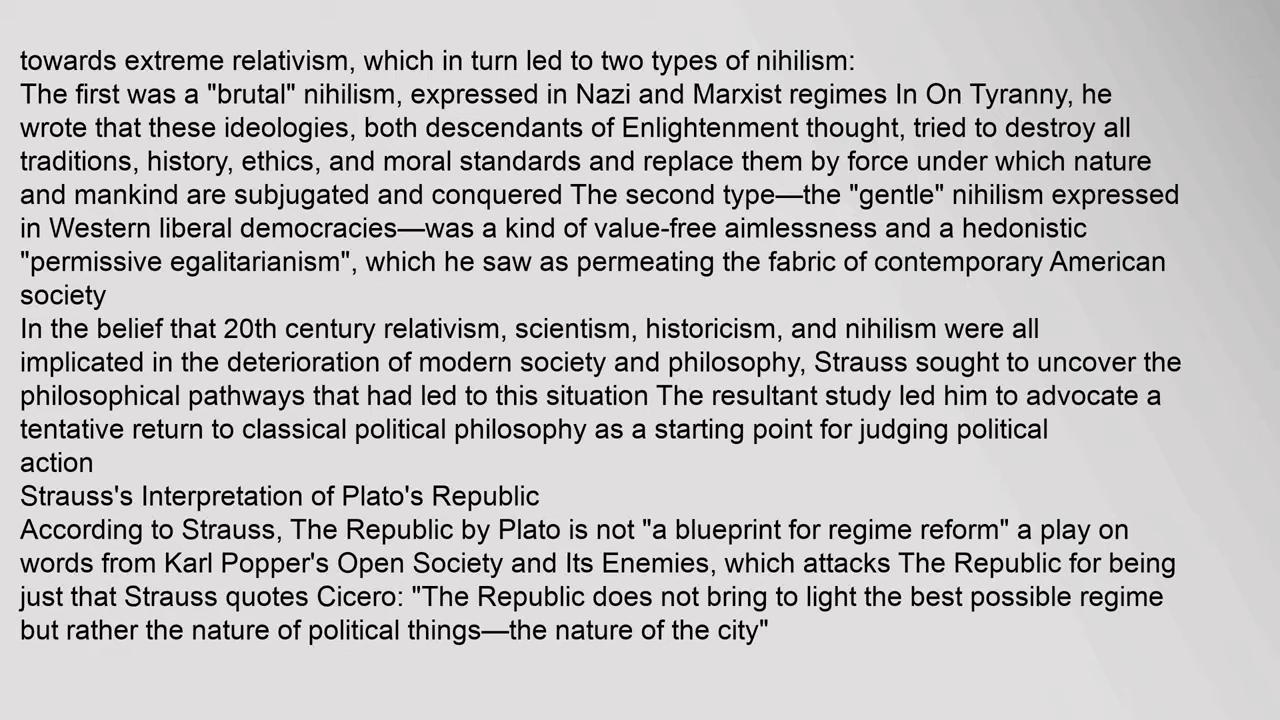 towards extreme relativism, which in turn led to two types of nihilism:
The first was a "brutal" nihilism, expressed in Nazi and Marxist regimes In On Tyranny, he
wrote that these ideologies, both descendants of Enlightenment thought, tried to destroy all
traditions, history, ethics, and moral standards and replace them by force under which nature
and mankind are subjugated and conquered The second type—the "gentle" nihilism expressed
in Western liberal democracies—was a kind of value-free aimlessness and a hedonistic
"permissive egalitarianism", which he saw as permeating the fabric of contemporary American
society
In the belief that 20th century relativism, scientism, historicism, and nihilism were all
implicated in the deterioration of modern society and philosophy, Strauss sought to uncover the
philosophical pathways that had led to this situation The resultant study led him to advocate a
tentative return to classical political philosophy as a starting point for judging political
action
Strauss's Interpretation of Plato's Republic
According to Strauss, The Republic by Plato is not "a blueprint for regime reform" a play on
words from Karl Popper's Open Society and Its Enemies, which attacks The Republic for being
just that Strauss quotes Cicero: "The Republic does not bring to light the best possible regime
but rather the nature of political things—the nature of the city"